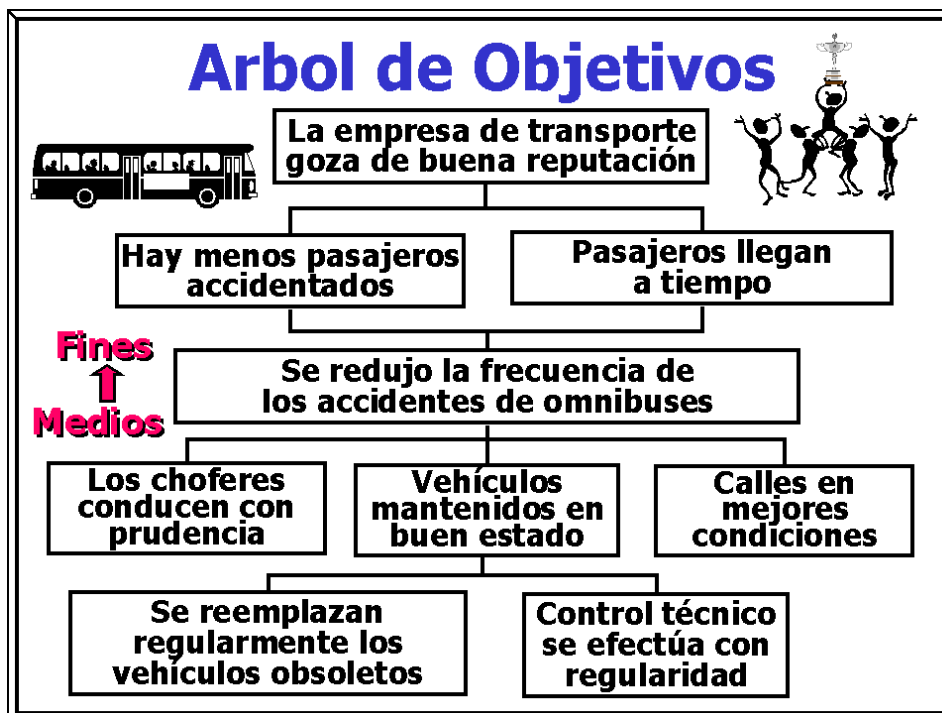 Arbol de Objetivos
La empresa de transporte
goza de buena reputación
Hay menos pasajeros
accidentados
Pasajeros llegan
a tiempo
Fines
Medios
Se redujo la frecuencia de
los accidentes de omnibuses
Los choferes
conducen con
prudencia
Vehículos
mantenidos en
buen estado
Calles en
mejores
condiciones
Se reemplazan
regularmente los
vehículos obsoletos
Control técnico
se efectúa con
regularidad